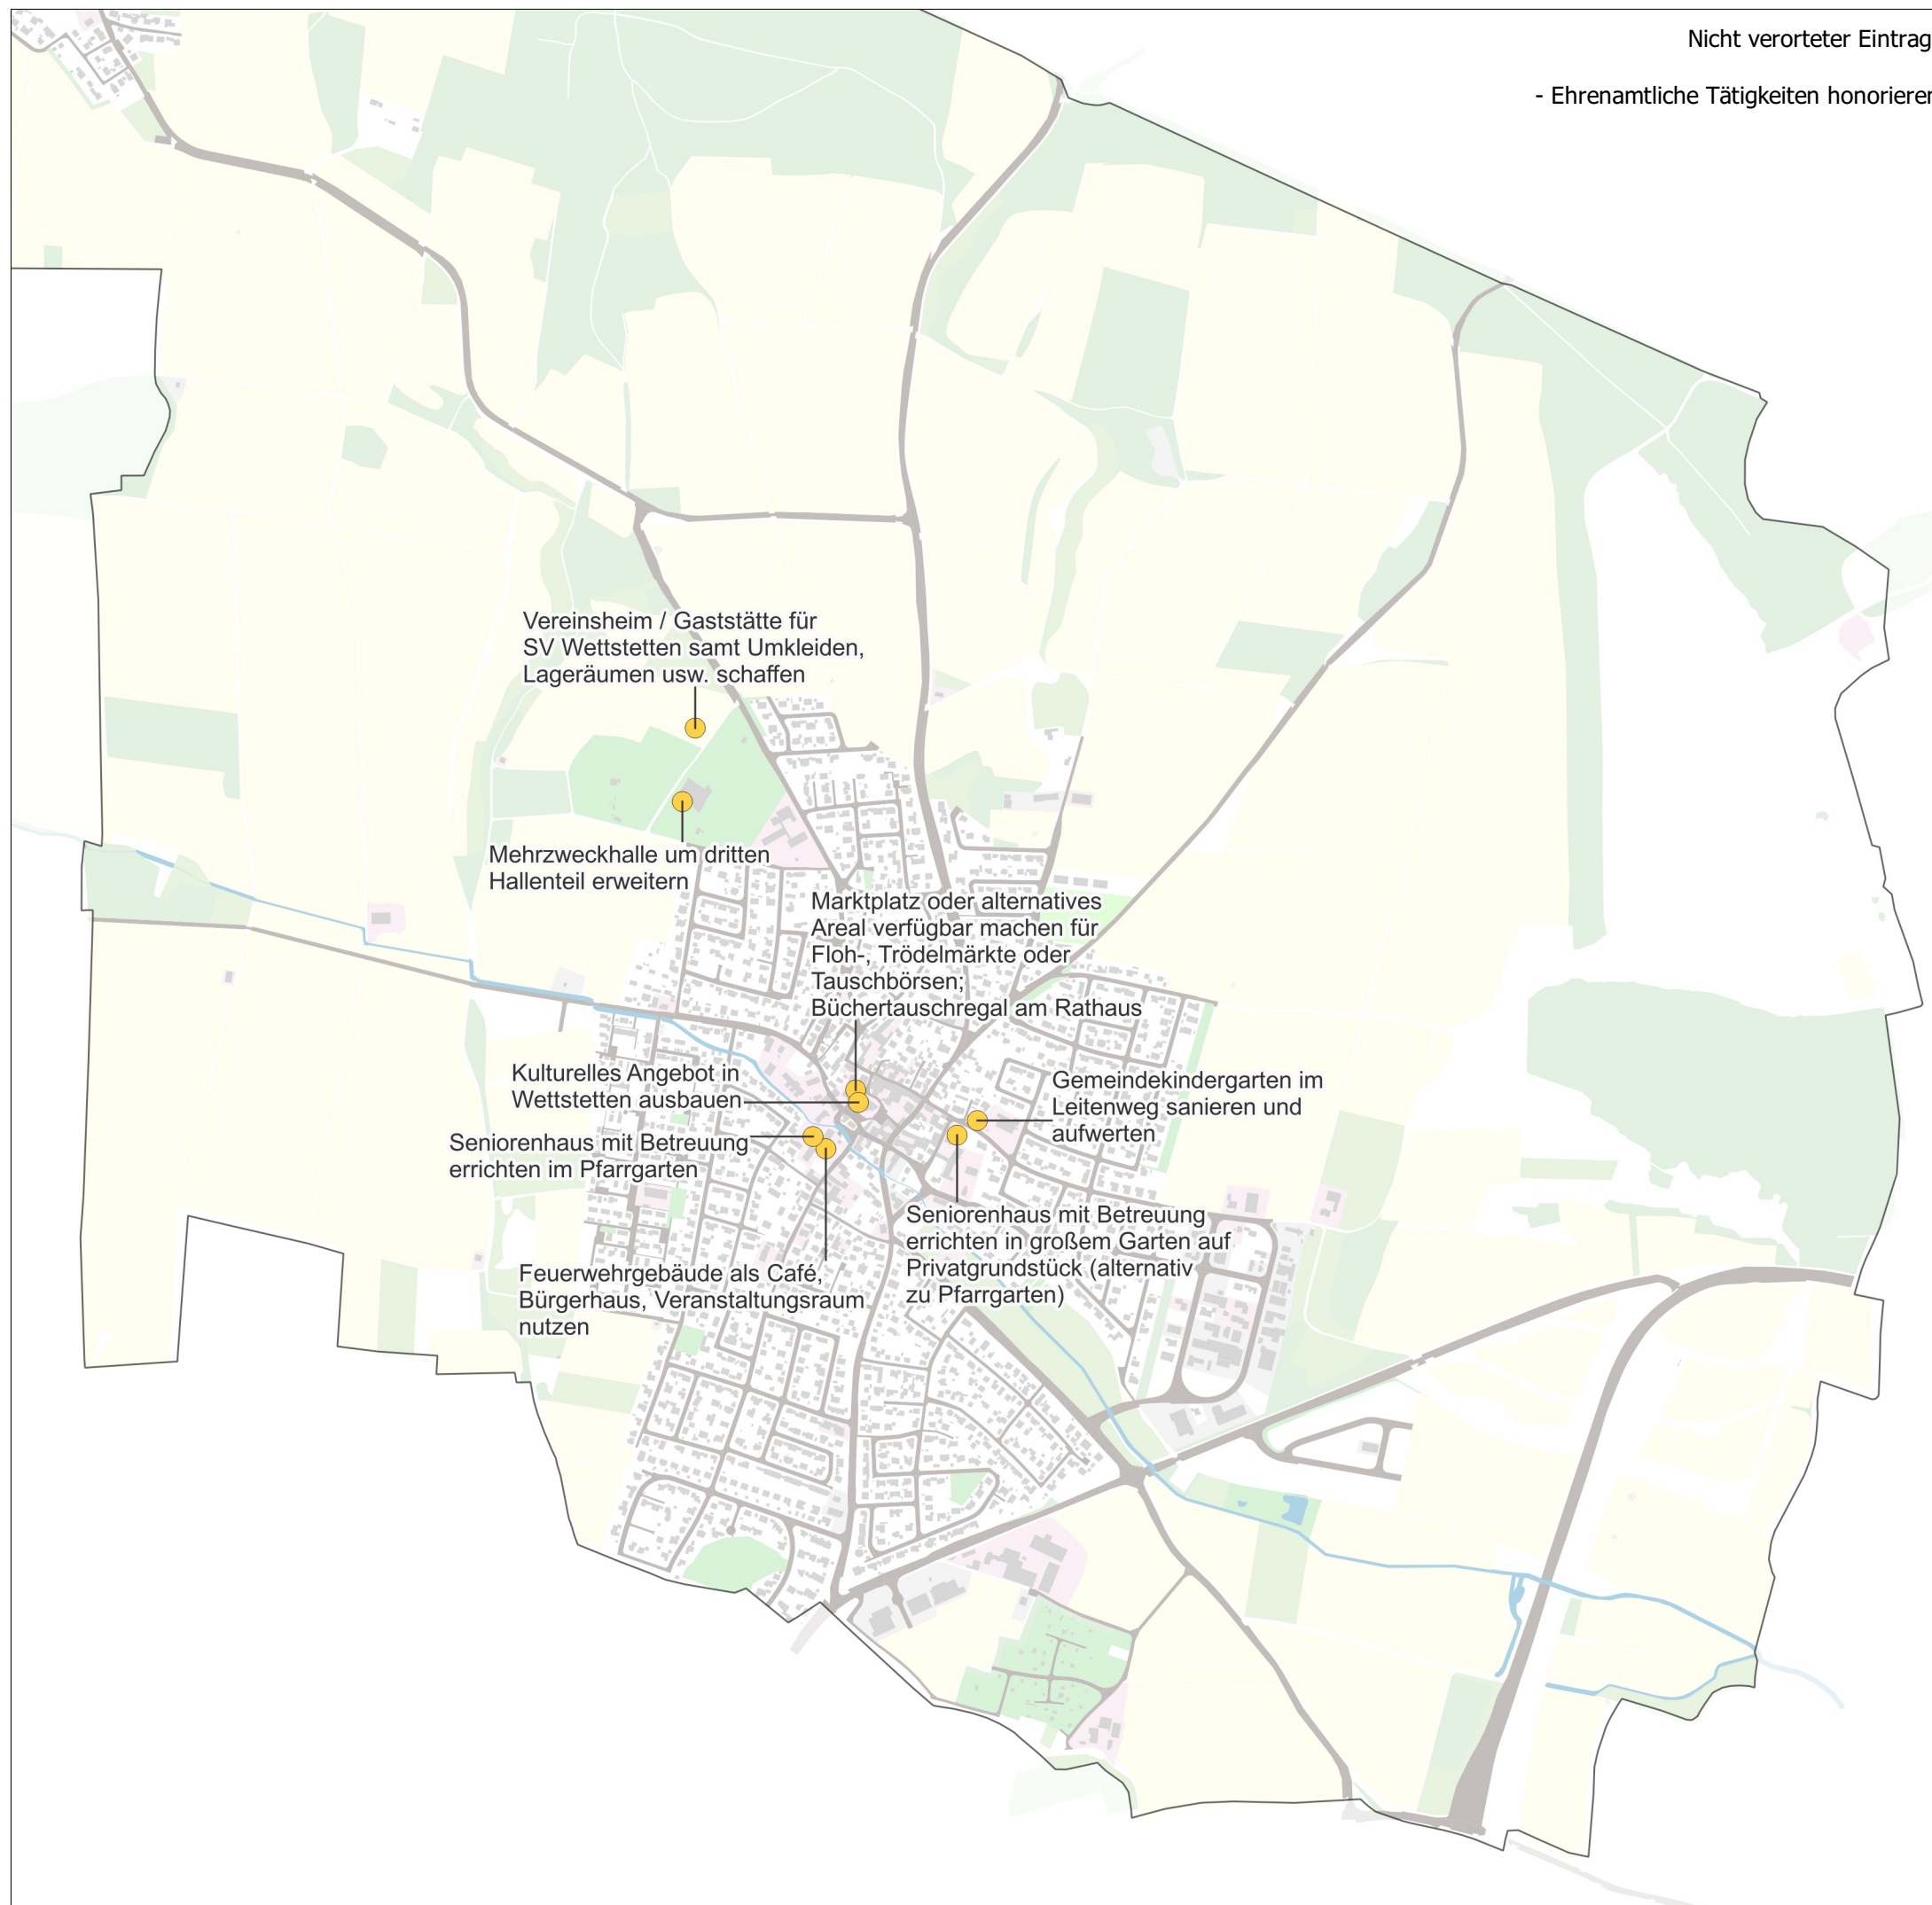 Nicht verorteter Eintrag
- Ehrenamtliche Tätigkeiten honorieren
Vereinsheim / Gaststätte für
SV Wettstetten samt Umkleiden,
Lageräumen usw. schaffen
Mehrzweckhalle um dritten
Hallenteil erweitern
Marktplatz oder alternatives
Areal verfügbar machen für
Floh-, Trödelmärkte oder
Tauschbörsen;
Büchertauschregal am Rathaus
Kulturelles Angebot in
Wettstetten ausbauen
Gemeindekindergarten im
Leitenweg sanieren und
aufwerten
Seniorenhaus mit Betreuung
errichten im Pfarrgarten
Seniorenhaus mit Betreuung
errichten in großem Garten auf
Privatgrundstück (alternativ
zu Pfarrgarten)
Feuerwehrgebäude als Café,
Bürgerhaus, Veranstaltungsraum
nutzen